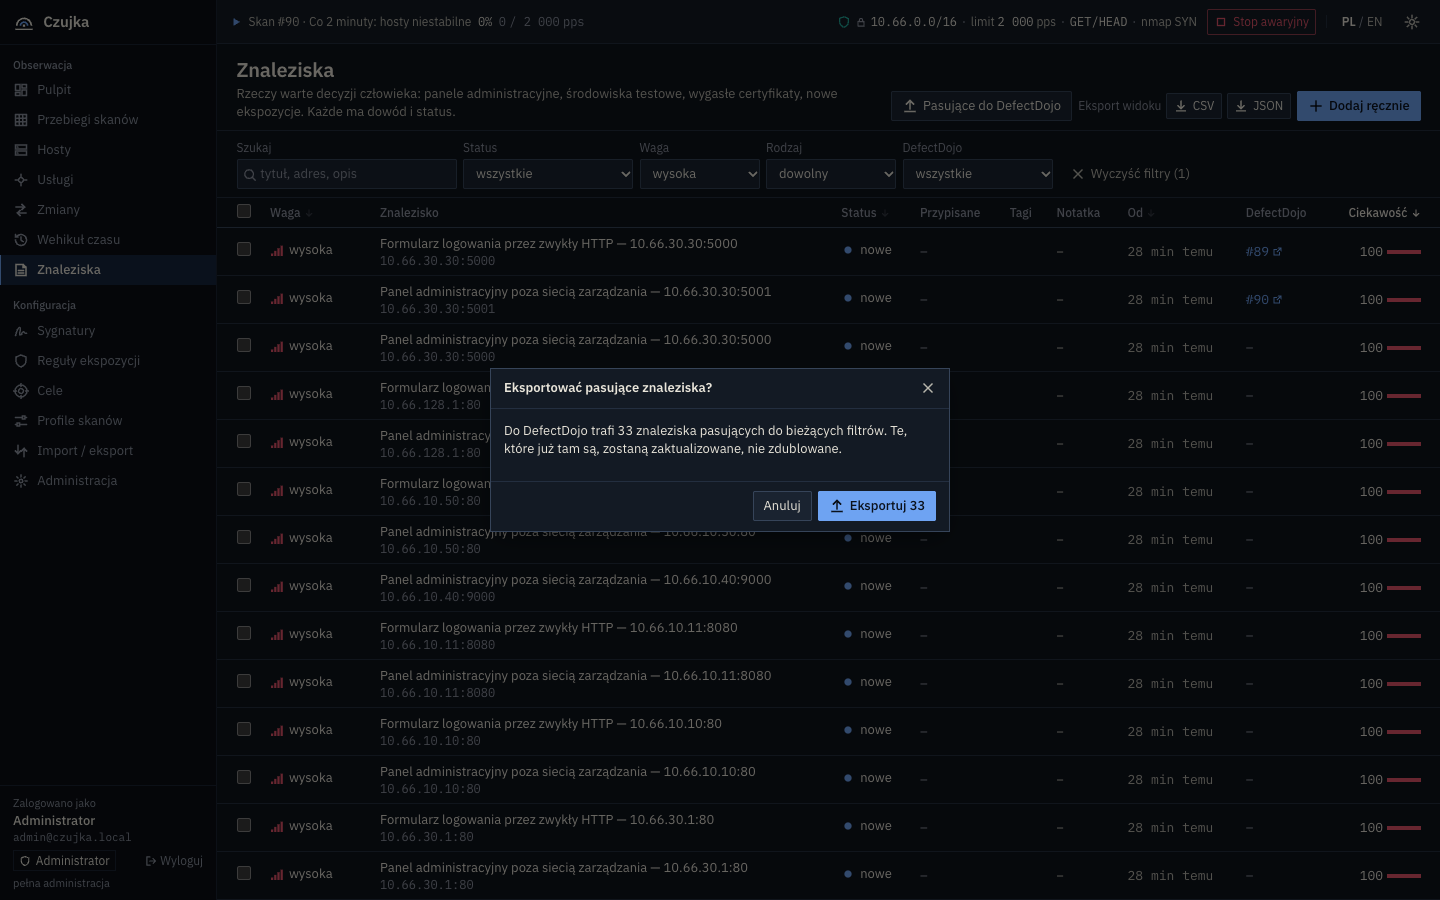 Czujka
Skan #90 · Co 2 minuty: hosty niestabilne 0% 0 / 2 000 pps
10.66.0.0/16 · limit 2 000 pps · GET/HEAD · nmap SYN
Stop awaryjny
PL / EN
Obserwacja
Pulpit
Przebiegi skanów
Hosty
Usługi
Zmiany
Wehikuł czasu
Znaleziska
Konfiguracja
Sygnatury
Reguły ekspozycji
Cele
Profile skanów
Import / eksport
Administracja
Zalogowano jako
Administrator
admin@czujka.local
Administrator
Wyloguj
pełna administracja
Znaleziska
Rzeczy warte decyzji człowieka: panele administracyjne, środowiska testowe, wygasłe certyfikaty, nowe
ekspozycje. Każde ma dowód i status.
Pasujące do DefectDojo
Eksport widoku
CSV
JSON
Dodaj ręcznie
Szukaj Status Waga Rodzaj DefectDojo
tytuł, adres, opis wszystkie wysoka dowolny wszystkie Wyczyść filtry (1)
Waga Znalezisko Status Przypisane Tagi Notatka Od DefectDojo Ciekawość
wysoka Formularz logowania przez zwykły HTTP — 10.66.30.30:5000 nowe – – 28 min temu #89 100
10.66.30.30:5000
wysoka Panel administracyjny poza siecią zarządzania — 10.66.30.30:5001 nowe – – 28 min temu #90 100
10.66.30.30:5001
wysoka Panel administracyjny poza siecią zarządzania — 10.66.30.30:5000 nowe – – 28 min temu – 100
10.66.30.30:5000
wysoka Formularz logowan – 28 min temu – 100
10.66.128.1:80
wysoka Panel administracy – 28 min temu – 100
10.66.128.1:80
wysoka Formularz logowan – 28 min temu – 100
10.66.10.50:80
wysoka Panel administracyjny poza siecią zarządzania — 10.66.10.50:80 nowe – – 28 min temu – 100
10.66.10.50:80
wysoka Panel administracyjny poza siecią zarządzania — 10.66.10.40:9000 nowe – – 28 min temu – 100
10.66.10.40:9000
wysoka Formularz logowania przez zwykły HTTP — 10.66.10.11:8080 nowe – – 28 min temu – 100
10.66.10.11:8080
wysoka Panel administracyjny poza siecią zarządzania — 10.66.10.11:8080 nowe – – 28 min temu – 100
10.66.10.11:8080
wysoka Formularz logowania przez zwykły HTTP — 10.66.10.10:80 nowe – – 28 min temu – 100
10.66.10.10:80
wysoka Panel administracyjny poza siecią zarządzania — 10.66.10.10:80 nowe – – 28 min temu – 100
10.66.10.10:80
wysoka Formularz logowania przez zwykły HTTP — 10.66.30.1:80 nowe – – 28 min temu – 100
10.66.30.1:80
wysoka Panel administracyjny poza siecią zarządzania — 10.66.30.1:80 nowe – – 28 min temu – 100
10.66.30.1:80
Eksportować pasujące znaleziska?
Do DefectDojo trafi 33 znaleziska pasujących do bieżących filtrów. Te,
które już tam są, zostaną zaktualizowane, nie zdublowane.
Anuluj
Eksportuj 33